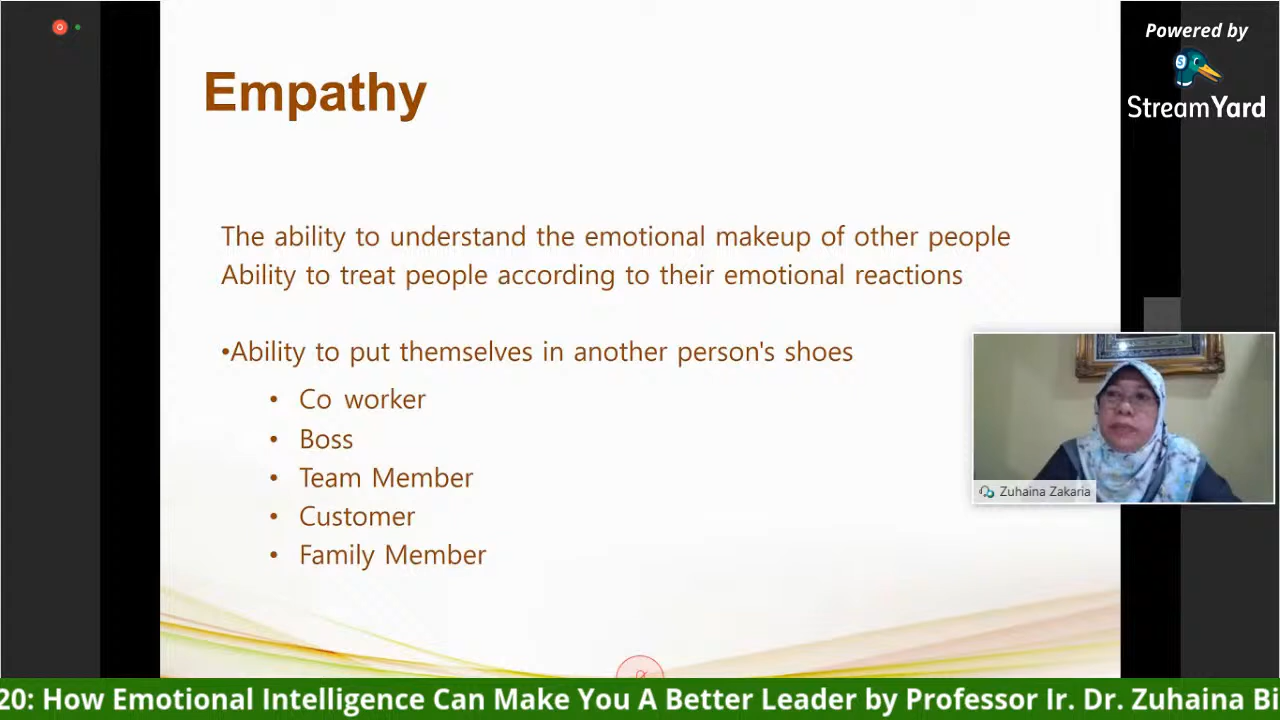 Powered by
StreamYard
Empathy
The ability to understand the emotional makeup of other people
Ability to treat people according to their emotional reactions
•Ability to put themselves in another person's shoes
• Co worker
• Boss
• Team Member
• Customer
• Family Member
Zuhaina Zakaria
20: How Emotional Intelligence Can Make You A Better Leader by Professor Ir. Dr. Zuhaina Bi